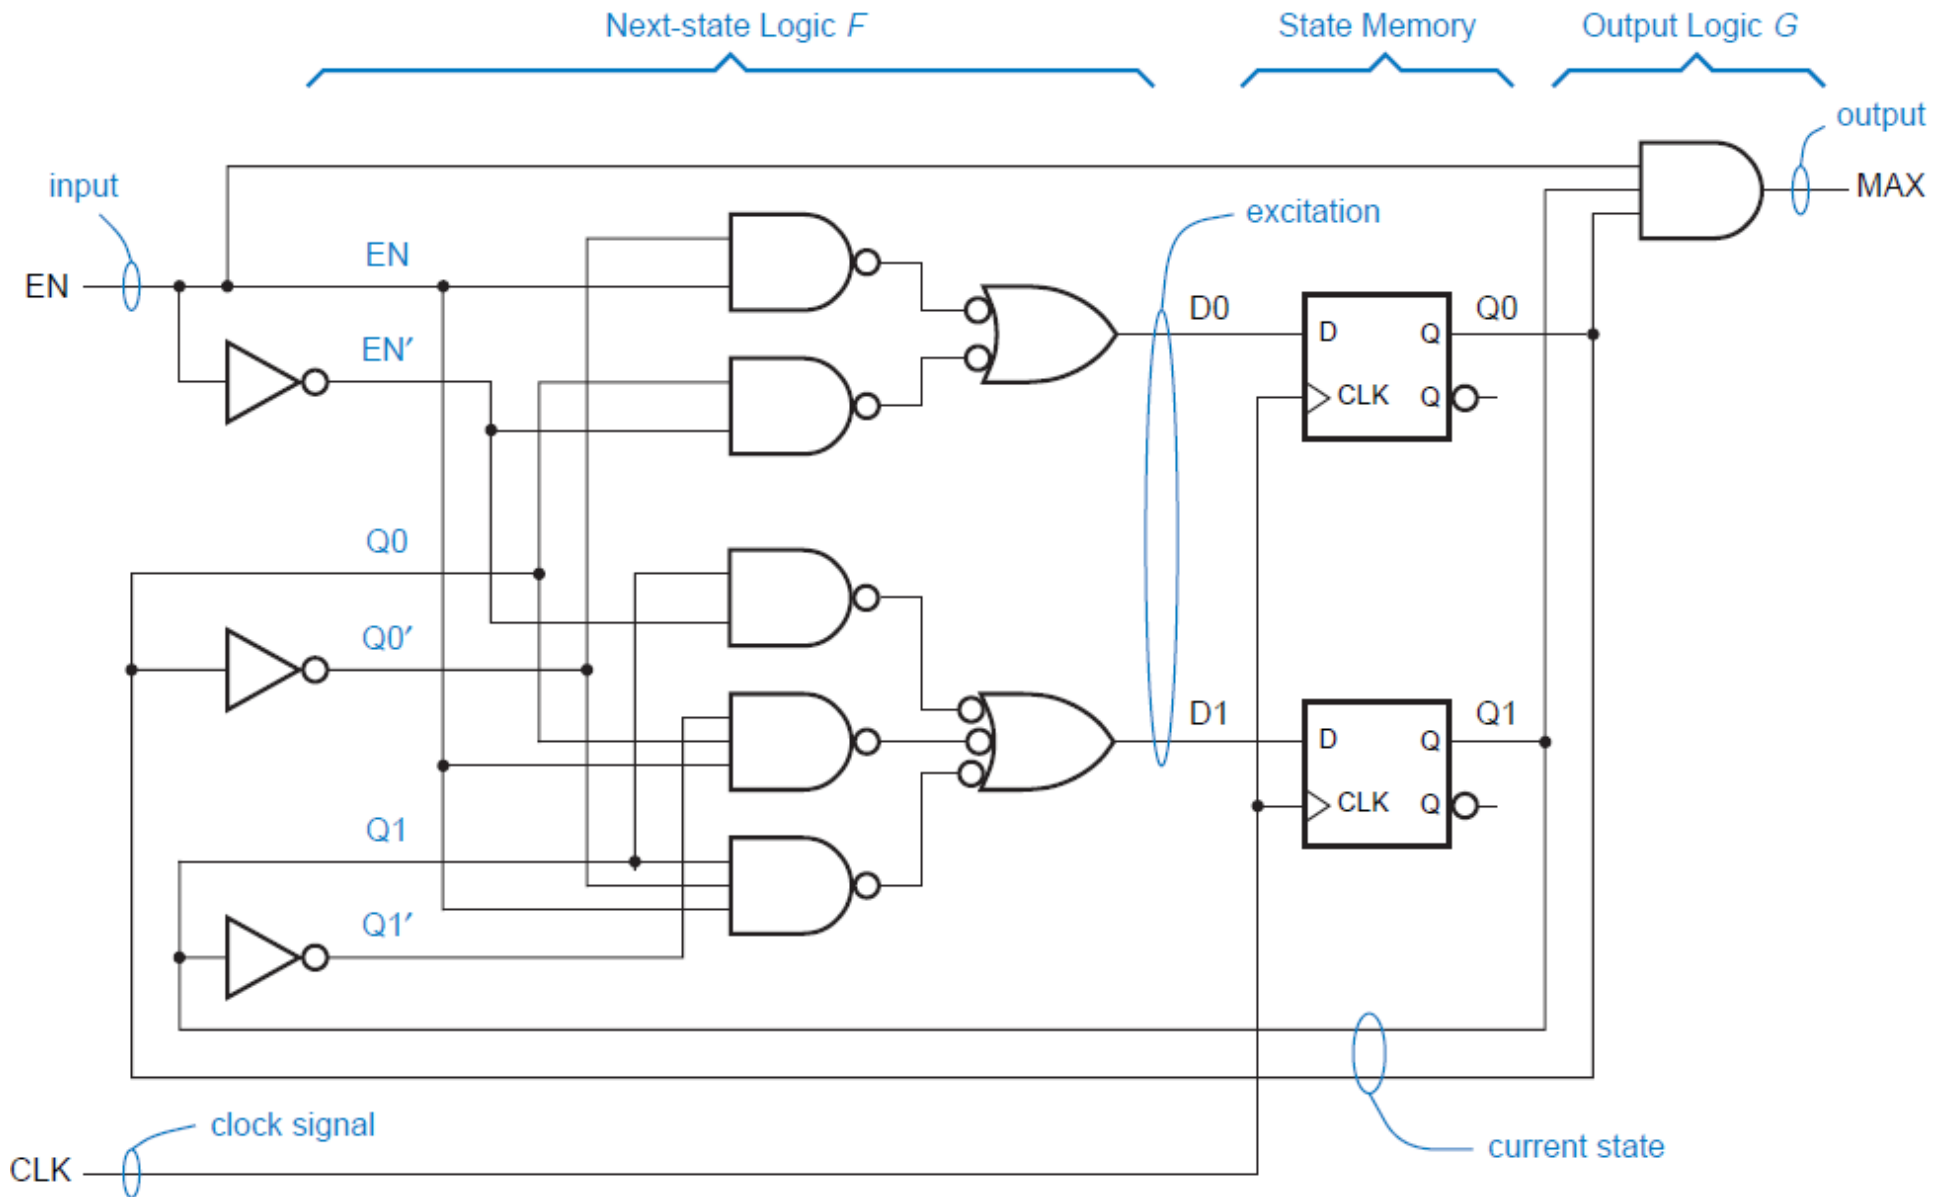 Next-state Logic F
State Memory
Output Logic G
output
input
MAX
excitation
EN
EN
D0
Q0
D
Q
EN′
CLK
Q
Q0
Q0′
D1
Q1
D
Q
CLK
Q
Q1
Q1′
clock signal
current state
CLK